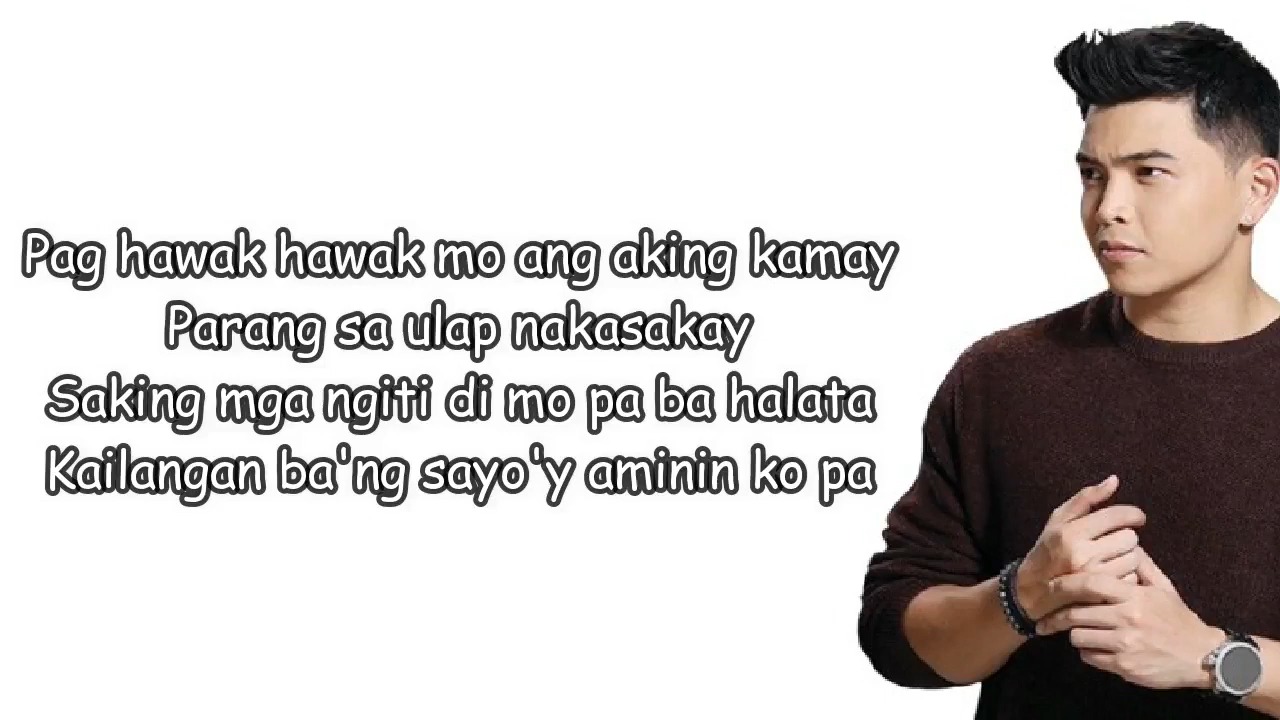 Pag hawak hawak mo ang aking kamay
Parang sa ulap nakasakay
Saking mga ngiti di mo pa ba halata
Kailangan ba'ng sayo'y aminin ko pa